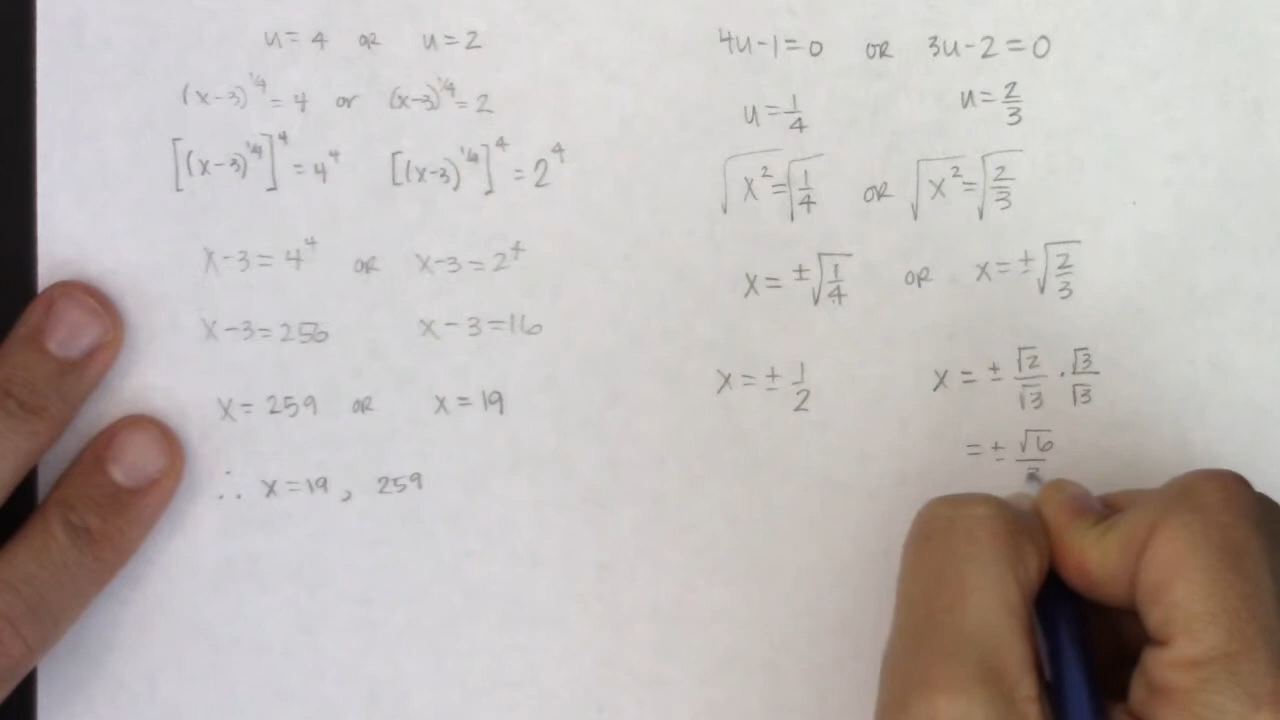 u = 4 or u = 2
(x-3)^1/4 = 4 or (x-3)^1/4 = 2
[(x-3)^1/4]^4 = 4^4 [(x-3)^1/4]^4 = 2^4
x-3 = 4^4 OR x-3 = 2^4
x-3 = 256 x-3 = 16
x = 259 OR x = 19
∴ x = 19, 259
4u-1 = 0 OR 3u-2 = 0
u = 1/4 u = 2/3
√x² = √1/4 OR √x² = √2/3
x = ±√1/4 OR x = ±√2/3
x = ± 1/2 x = ± √2/√3 · √3/√3
= ± √6/3